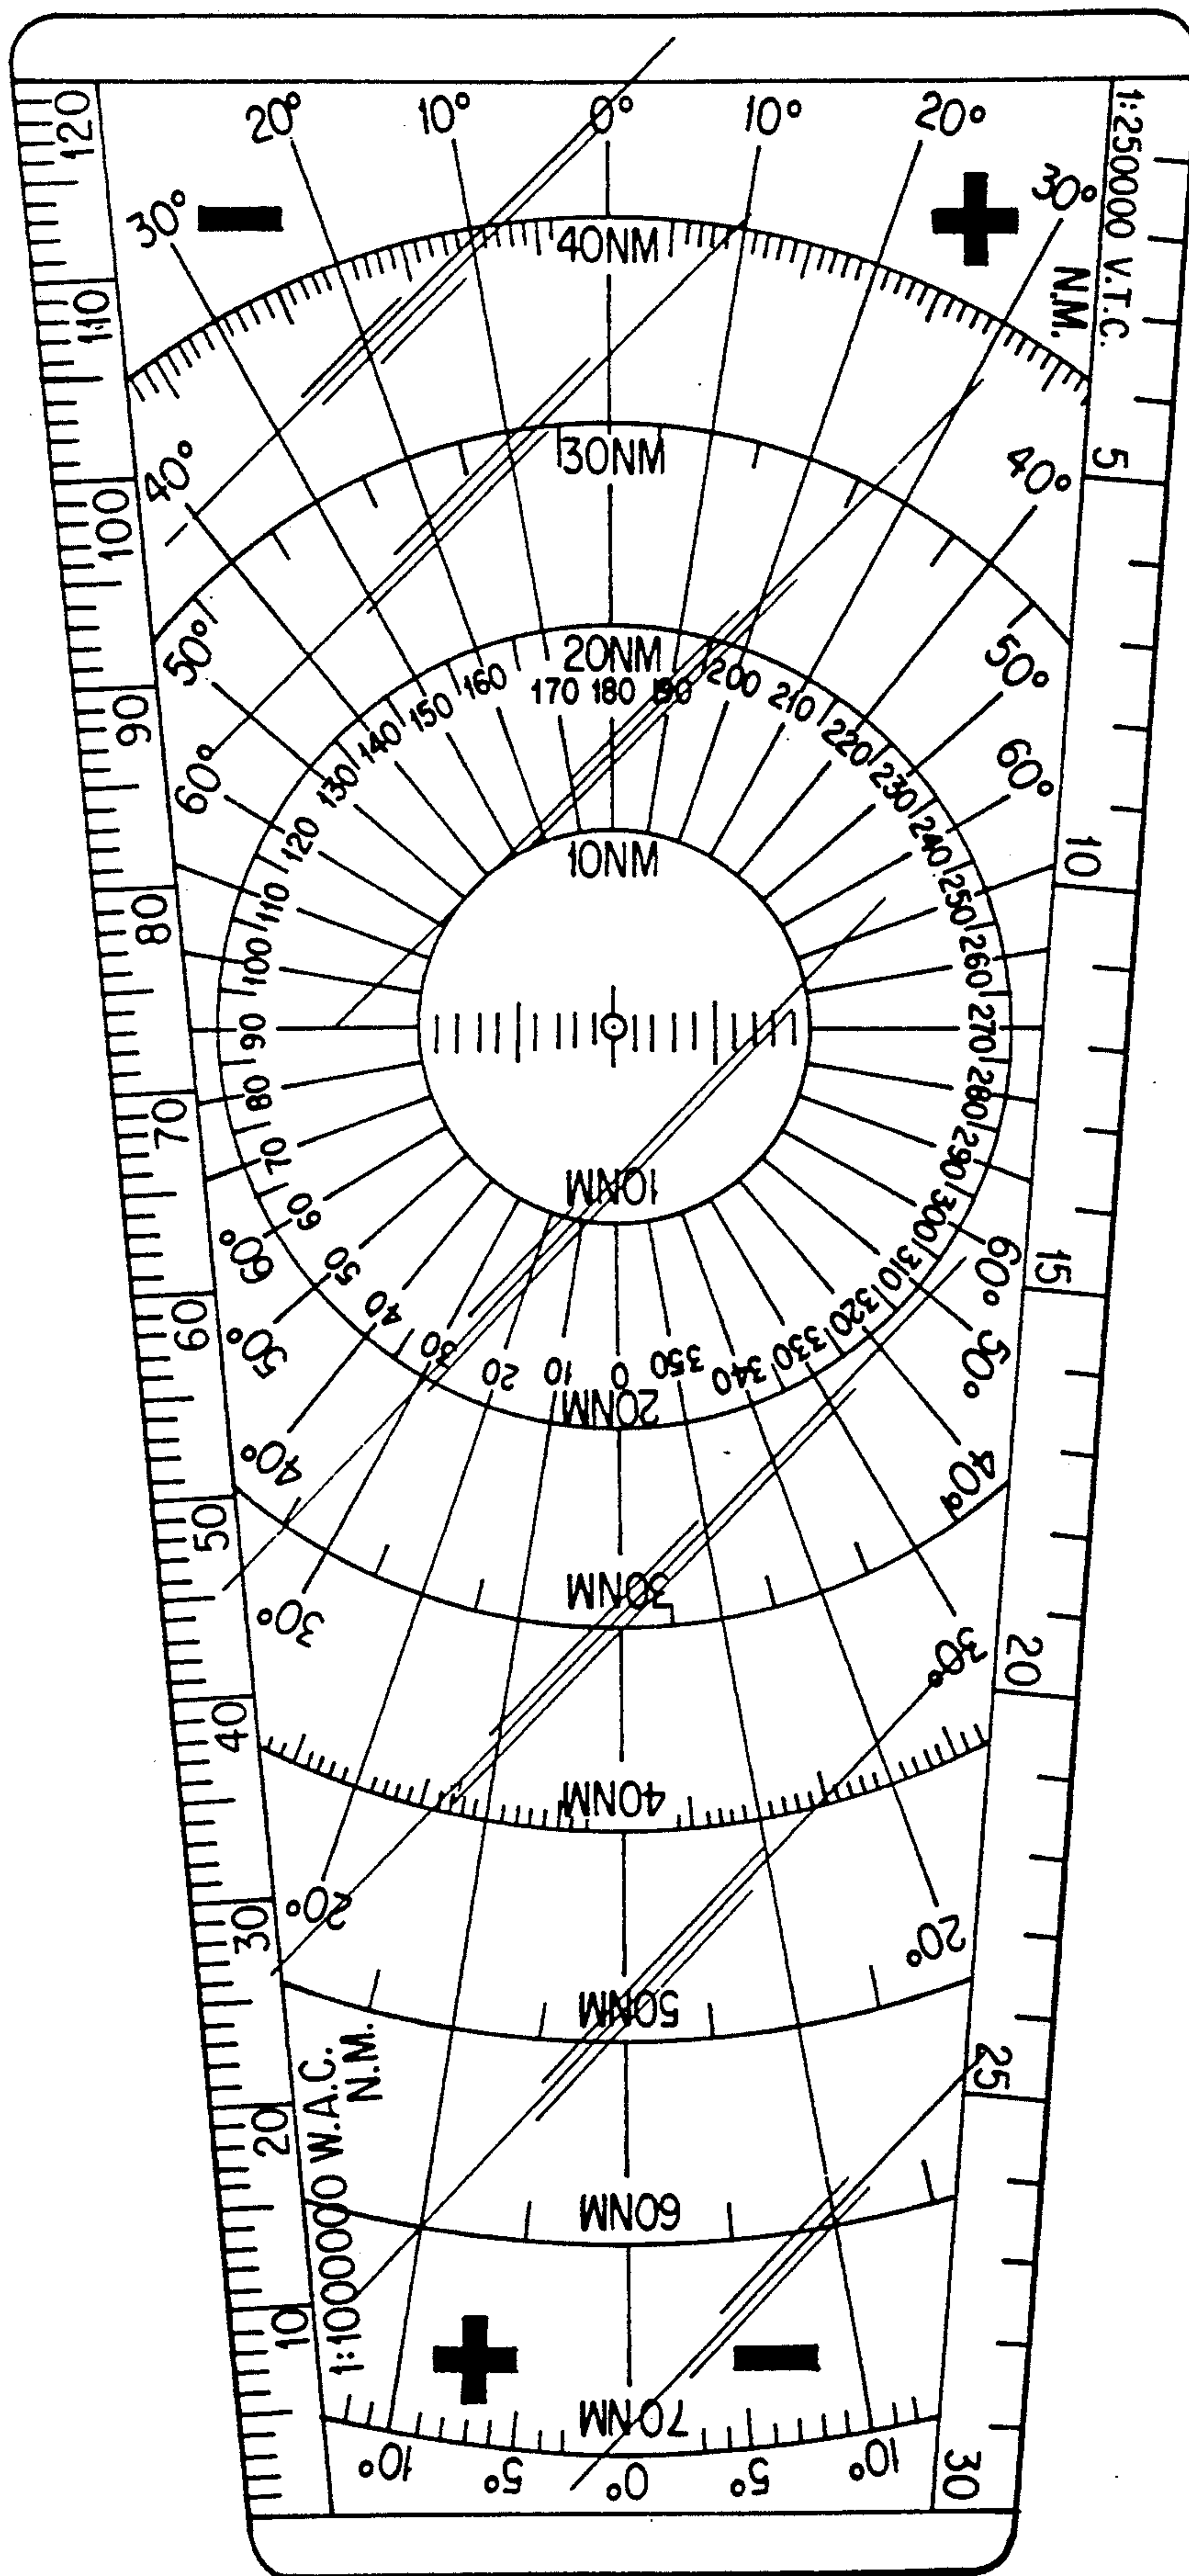 20° 10° 0° 10° 20°
30° − + 30°
40NM
40° 40°
30NM
50° 50°
60° 60°
20NM
160 170 180 190 200
150 210
140 220
130 230
120 240
110 250
100 260
90 270
80 280
70 290
60 300
50 310
40 320
30 330
20 10 0 350 340
10NM
10NM
60° 60°
50° 50°
20NM
40° 40°
30NM
30° 30°
40NM
20° 20°
50NM
60NM
+ −
70NM
10° 5° 0° 5° 10°
120
110
100
90
80
70
60
50
40
30
20
10
1:1000000 W.A.C.
N.M.
1:250000 V.T.C.
N.M.
5
10
15
20
25
30